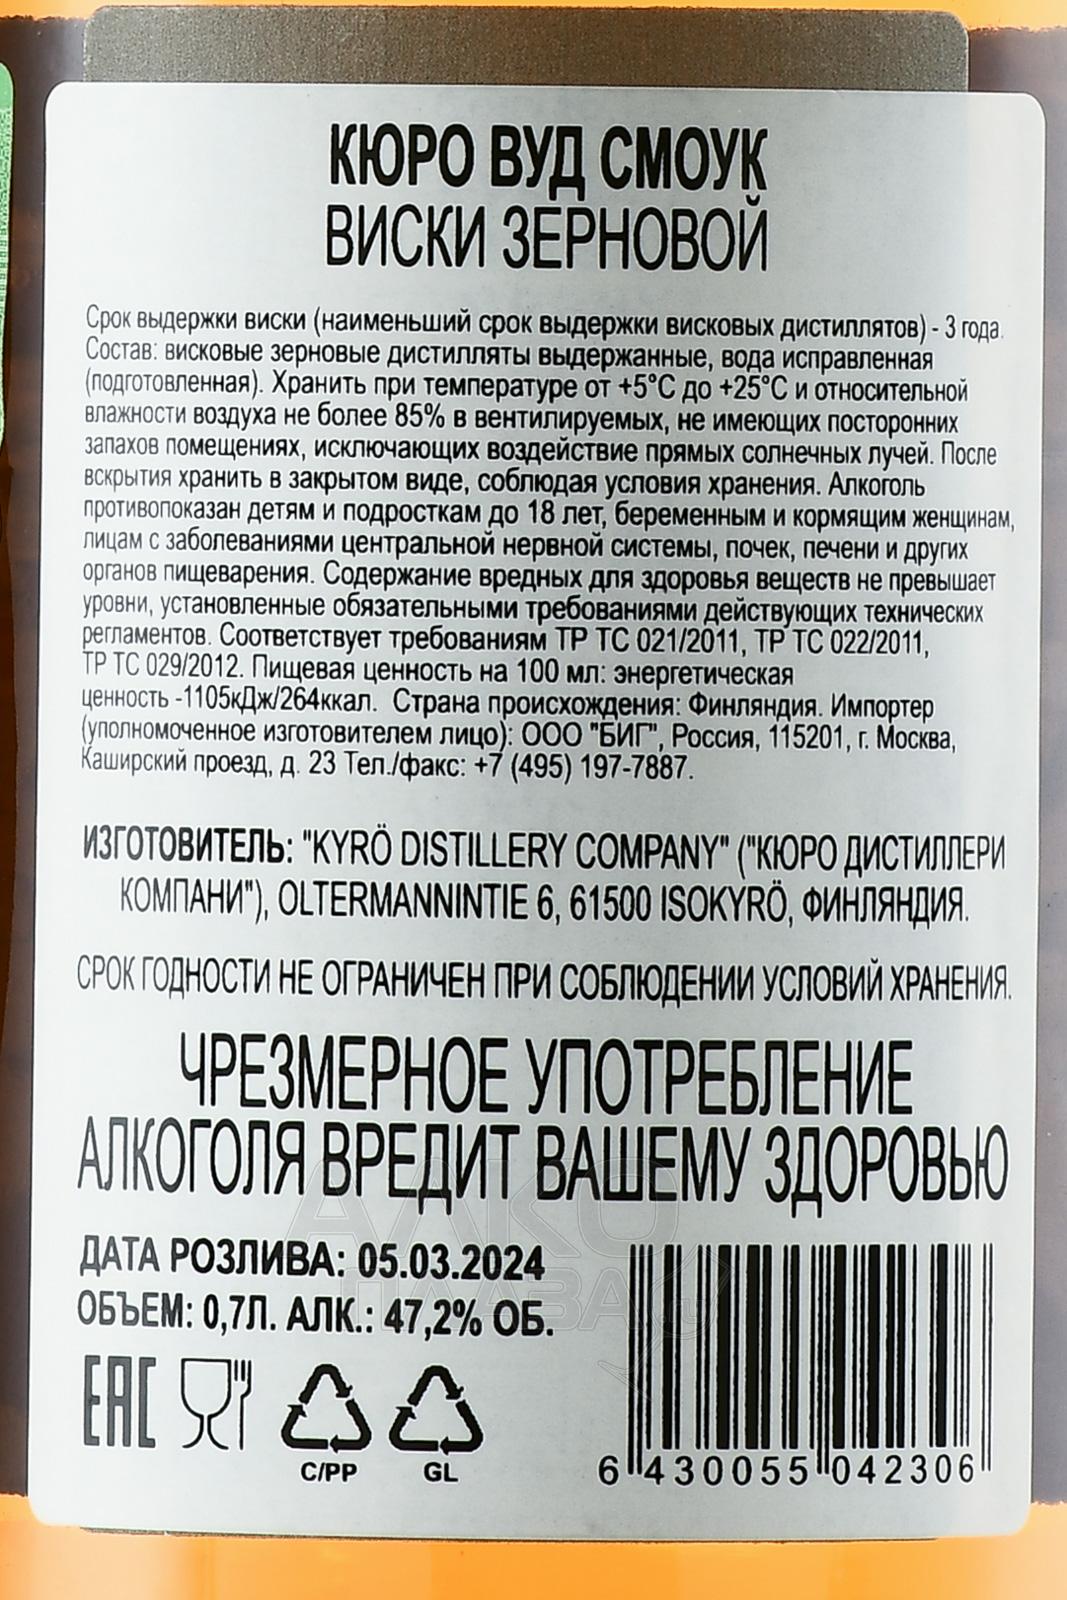 КЮРО ВУД СМОУК
ВИСКИ ЗЕРНОВОЙ
Срок выдержки виски (наименьший срок выдержки висковых дистиллятов) - 3 года.
Состав: висковые зерновые дистилляты выдержанные, вода исправленная
(подготовленная). Хранить при температуре от +5°С до +25°С и относительной
влажности воздуха не более 85% в вентилируемых, не имеющих посторонних
запахов помещениях, исключающих воздействие прямых солнечных лучей. После
вскрытия хранить в закрытом виде, соблюдая условия хранения. Алкоголь
противопоказан детям и подросткам до 18 лет, беременным и кормящим женщинам,
лицам с заболеваниями центральной нервной системы, почек, печени и других
органов пищеварения. Содержание вредных для здоровья веществ не превышает
уровни, установленные обязательными требованиями действующих технических
регламентов. Соответствует требованиям ТР ТС 021/2011, ТР ТС 022/2011,
ТР ТС 029/2012. Пищевая ценность на 100 мл: энергетическая
ценность -1105кДж/264ккал. Страна происхождения: Финляндия. Импортер
(уполномоченное изготовителем лицо): ООО "БИГ", Россия, 115201, г. Москва,
Каширский проезд, д. 23 Тел./факс: +7 (495) 197-7887.
ИЗГОТОВИТЕЛЬ: "KYRÖ DISTILLERY COMPANY" ("КЮРО ДИСТИЛЛЕРИ
КОМПАНИ"), OLTERMANNINTIE 6, 61500 ISOKYRÖ, ФИНЛЯНДИЯ.
СРОК ГОДНОСТИ НЕ ОГРАНИЧЕН ПРИ СОБЛЮДЕНИИ УСЛОВИЙ ХРАНЕНИЯ.
ЧРЕЗМЕРНОЕ УПОТРЕБЛЕНИЕ
АЛКОГОЛЯ ВРЕДИТ ВАШЕМУ ЗДОРОВЬЮ
АЛКО
ПЛАЗА
ДАТА РОЗЛИВА: 05.03.2024
ОБЪЕМ: 0,7Л. АЛК.: 47,2% ОБ.
EAC
C/PP
GL
6 430055 042306